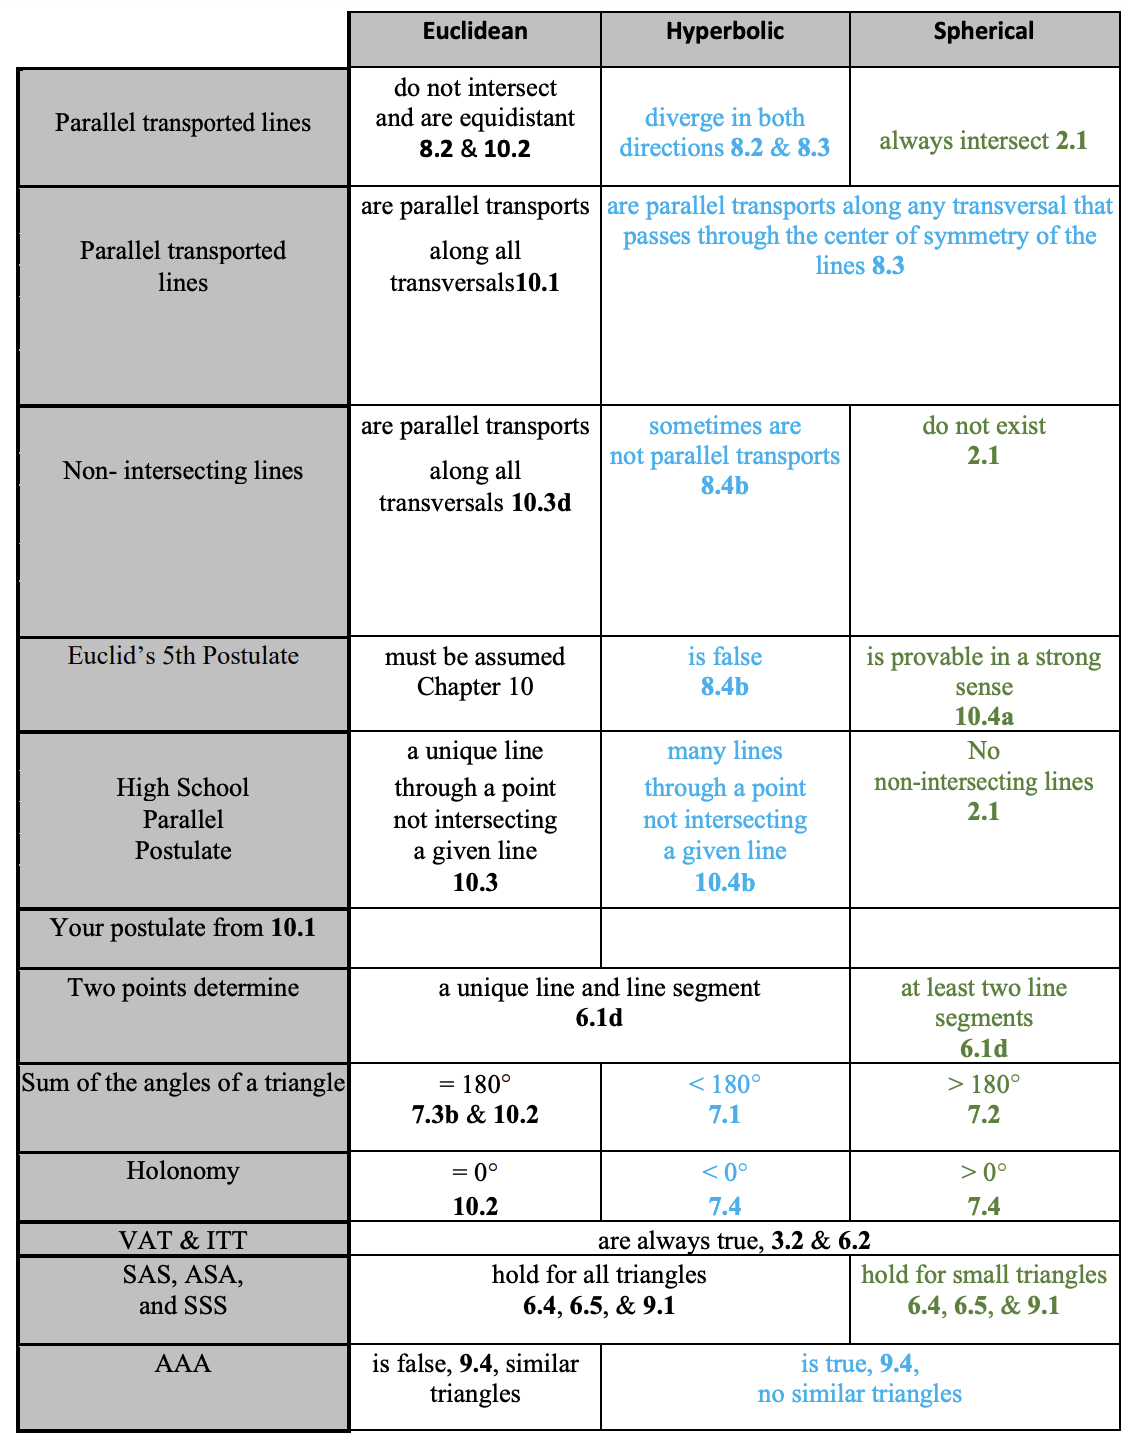 Euclidean
Hyperbolic
Spherical
Parallel transported lines
do not intersect
and are equidistant
8.2 & 10.2
diverge in both
directions 8.2 & 8.3
always intersect 2.1
Parallel transported
lines
are parallel transports
along all
transversals10.1
are parallel transports along any transversal that
passes through the center of symmetry of the
lines 8.3
Non- intersecting lines
are parallel transports
along all
transversals 10.3d
sometimes are
not parallel transports
8.4b
do not exist
2.1
Euclid’s 5th Postulate
must be assumed
Chapter 10
is false
8.4b
is provable in a strong
sense
10.4a
High School
Parallel
Postulate
a unique line
through a point
not intersecting
a given line
10.3
many lines
through a point
not intersecting
a given line
10.4b
No
non-intersecting lines
2.1
Your postulate from 10.1
Two points determine
a unique line and line segment
6.1d
at least two line
segments
6.1d
Sum of the angles of a triangle
= 180°
7.3b & 10.2
< 180°
7.1
> 180°
7.2
Holonomy
= 0°
10.2
< 0°
7.4
> 0°
7.4
VAT & ITT
are always true, 3.2 & 6.2
SAS, ASA,
and SSS
hold for all triangles
6.4, 6.5, & 9.1
hold for small triangles
6.4, 6.5, & 9.1
AAA
is false, 9.4, similar
triangles
is true, 9.4,
no similar triangles